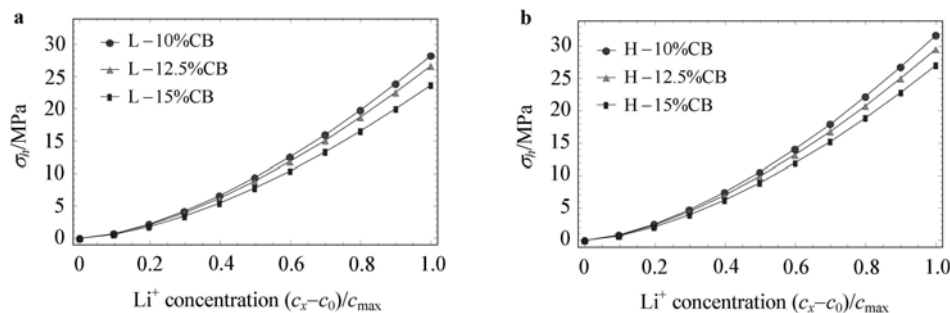 a
30
25
20
15
10
5
0
σh/MPa
L－10%CB
L－12.5%CB
L－15%CB
0 0.2 0.4 0.6 0.8 1.0
Li⁺ concentration (cx–c0)/cmax
b
30
25
20
15
10
5
0
σh/MPa
H－10%CB
H－12.5%CB
H－15%CB
0 0.2 0.4 0.6 0.8 1.0
Li⁺ concentration (cx–c0)/cmax